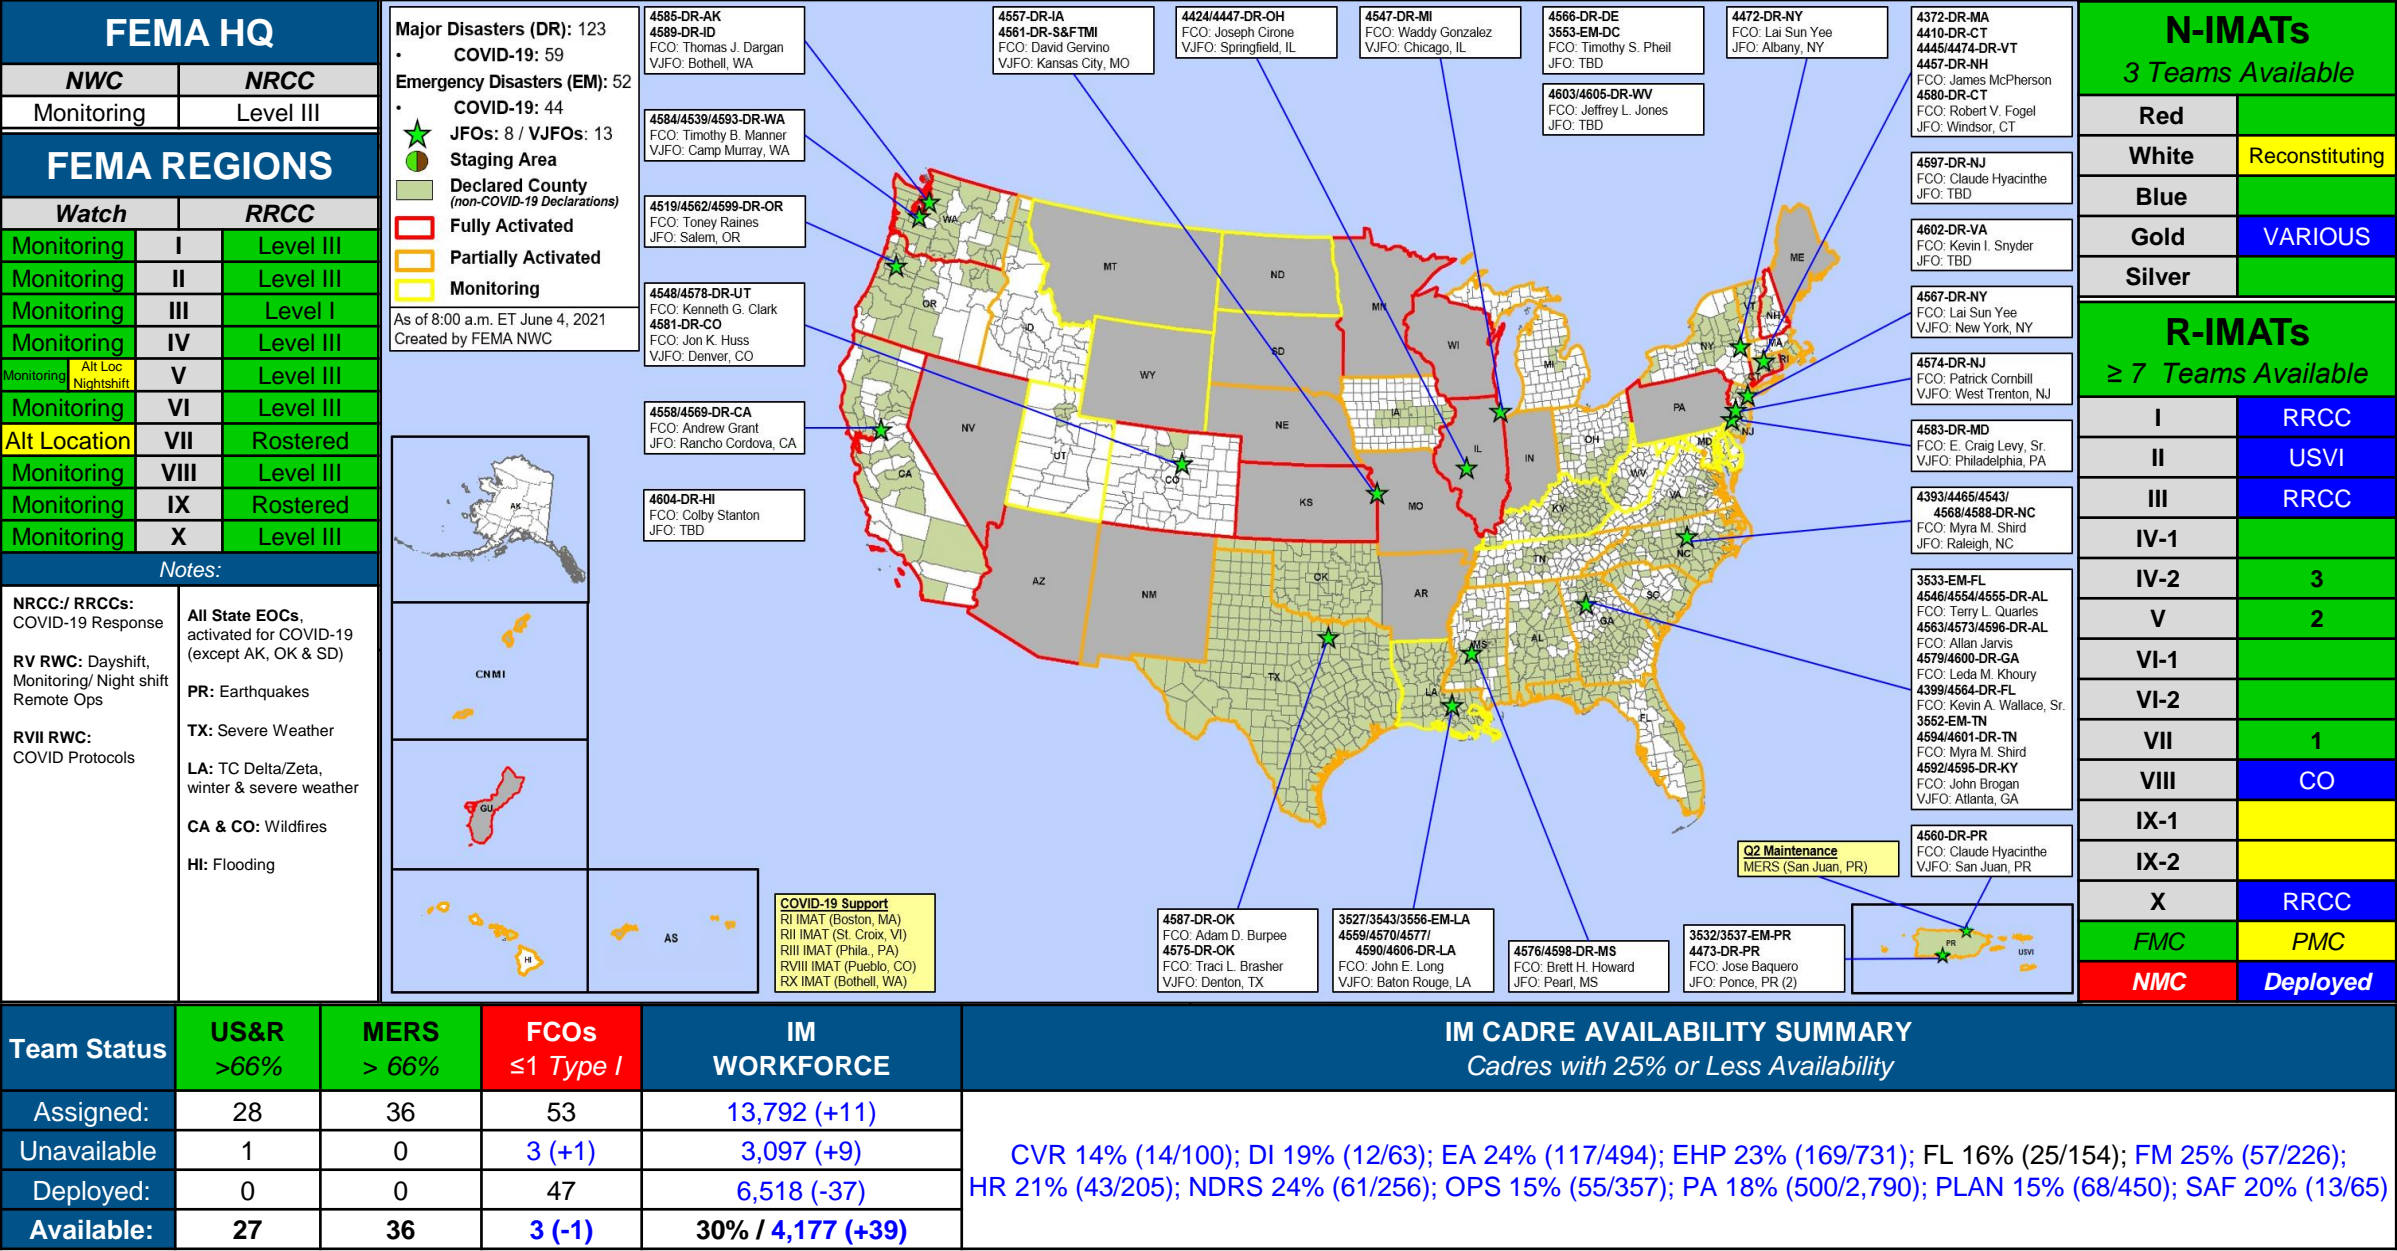 FEMA HQ
NWC NRCC
Monitoring Level III
FEMA REGIONS
Watch RRCC
Monitoring I Level III
Monitoring II Level III
Monitoring III Level I
Monitoring IV Level III
Monitoring Alt Loc Nightshift V Level III
Monitoring VI Level III
Alt Location VII Rostered
Monitoring VIII Level III
Monitoring IX Rostered
Monitoring X Level III
Notes:
NRCC:/ RRCCs:
COVID-19 Response
RV RWC: Dayshift,
Monitoring/ Night shift
Remote Ops
RVII RWC:
COVID Protocols
All State EOCs,
activated for COVID-19
(except AK, OK & SD)
PR: Earthquakes
TX: Severe Weather
LA: TC Delta/Zeta,
winter & severe weather
CA & CO: Wildfires
HI: Flooding
Major Disasters (DR): 123
• COVID-19: 59
Emergency Disasters (EM): 52
• COVID-19: 44
JFOs: 8 / VJFOs: 13
Staging Area
Declared County
(non-COVID-19 Declarations)
Fully Activated
Partially Activated
Monitoring
As of 8:00 a.m. ET June 4, 2021
Created by FEMA NWC
4585-DR-AK
4589-DR-ID
FCO: Thomas J. Dargan
VJFO: Bothell, WA
4584/4539/4593-DR-WA
FCO: Timothy B. Manner
VJFO: Camp Murray, WA
4519/4562/4599-DR-OR
FCO: Toney Raines
JFO: Salem, OR
4548/4578-DR-UT
FCO: Kenneth G. Clark
4581-DR-CO
FCO: Jon K. Huss
VJFO: Denver, CO
4558/4569-DR-CA
FCO: Andrew Grant
JFO: Rancho Cordova, CA
4604-DR-HI
FCO: Colby Stanton
JFO: TBD
4557-DR-IA
4561-DR-S&FTMI
FCO: David Gervino
VJFO: Kansas City, MO
4424/4447-DR-OH
FCO: Joseph Cirone
VJFO: Springfield, IL
4547-DR-MI
FCO: Waddy Gonzalez
VJFO: Chicago, IL
4566-DR-DE
3553-EM-DC
FCO: Timothy S. Pheil
JFO: TBD
4603/4605-DR-WV
FCO: Jeffrey L. Jones
JFO: TBD
4472-DR-NY
FCO: Lai Sun Yee
JFO: Albany, NY
4372-DR-MA
4410-DR-CT
4445/4474-DR-VT
4457-DR-NH
FCO: James McPherson
4580-DR-CT
FCO: Robert V. Fogel
JFO: Windsor, CT
4597-DR-NJ
FCO: Claude Hyacinthe
JFO: TBD
4602-DR-VA
FCO: Kevin I. Snyder
JFO: TBD
4567-DR-NY
FCO: Lai Sun Yee
VJFO: New York, NY
4574-DR-NJ
FCO: Patrick Cornbill
VJFO: West Trenton, NJ
4583-DR-MD
FCO: E. Craig Levy, Sr.
VJFO: Philadelphia, PA
4393/4465/4543/
4568/4588-DR-NC
FCO: Myra M. Shird
JFO: Raleigh, NC
3533-EM-FL
4546/4554/4555-DR-AL
FCO: Terry L. Quarles
4563/4573/4596-DR-AL
FCO: Allan Jarvis
4579/4600-DR-GA
FCO: Leda M. Khoury
4399/4564-DR-FL
FCO: Kevin A. Wallace, Sr.
3552-EM-TN
4594/4601-DR-TN
FCO: Myra M. Shird
4592/4595-DR-KY
FCO: John Brogan
VJFO: Atlanta, GA
4560-DR-PR
FCO: Claude Hyacinthe
VJFO: San Juan, PR
Q2 Maintenance
MERS (San Juan, PR)
WA
OR
ID
MT
ND
MN
SD
WY
WI
MI
NE
IA
NV
UT
CO
CA
KS
MO
IL
IN
OH
PA
NY
VT
NH
ME
MA
RI
CT
NJ
MD
WV
VA
KY
TN
NC
SC
GA
AL
MS
AR
OK
AZ
NM
TX
LA
FL
AK
CNMI
GU
HI
AS
PR
USVI
COVID-19 Support
RI IMAT (Boston, MA)
RII IMAT (St. Croix, VI)
RIII IMAT (Phila., PA)
RVIII IMAT (Pueblo, CO)
RX IMAT (Bothell, WA)
4587-DR-OK
FCO: Adam D. Burpee
4575-DR-OK
FCO: Traci L. Brasher
VJFO: Denton, TX
3527/3543/3556-EM-LA
4559/4570/4577/
4590/4606-DR-LA
FCO: John E. Long
VJFO: Baton Rouge, LA
4576/4598-DR-MS
FCO: Brett H. Howard
JFO: Pearl, MS
3532/3537-EM-PR
4473-DR-PR
FCO: Jose Baquero
JFO: Ponce, PR (2)
N-IMATs
3 Teams Available
Red
White Reconstituting
Blue
Gold VARIOUS
Silver
R-IMATs
≥ 7 Teams Available
I RRCC
II USVI
III RRCC
IV-1
IV-2 3
V 2
VI-1
VI-2
VII 1
VIII CO
IX-1
IX-2
X RRCC
FMC PMC
NMC Deployed
Team Status US&R >66% MERS > 66% FCOs ≤1 Type I IM WORKFORCE
Assigned: 28 36 53 13,792 (+11)
Unavailable 1 0 3 (+1) 3,097 (+9)
Deployed: 0 0 47 6,518 (-37)
Available: 27 36 3 (-1) 30% / 4,177 (+39)
IM CADRE AVAILABILITY SUMMARY
Cadres with 25% or Less Availability
CVR 14% (14/100); DI 19% (12/63); EA 24% (117/494); EHP 23% (169/731); FL 16% (25/154); FM 25% (57/226);
HR 21% (43/205); NDRS 24% (61/256); OPS 15% (55/357); PA 18% (500/2,790); PLAN 15% (68/450); SAF 20% (13/65)